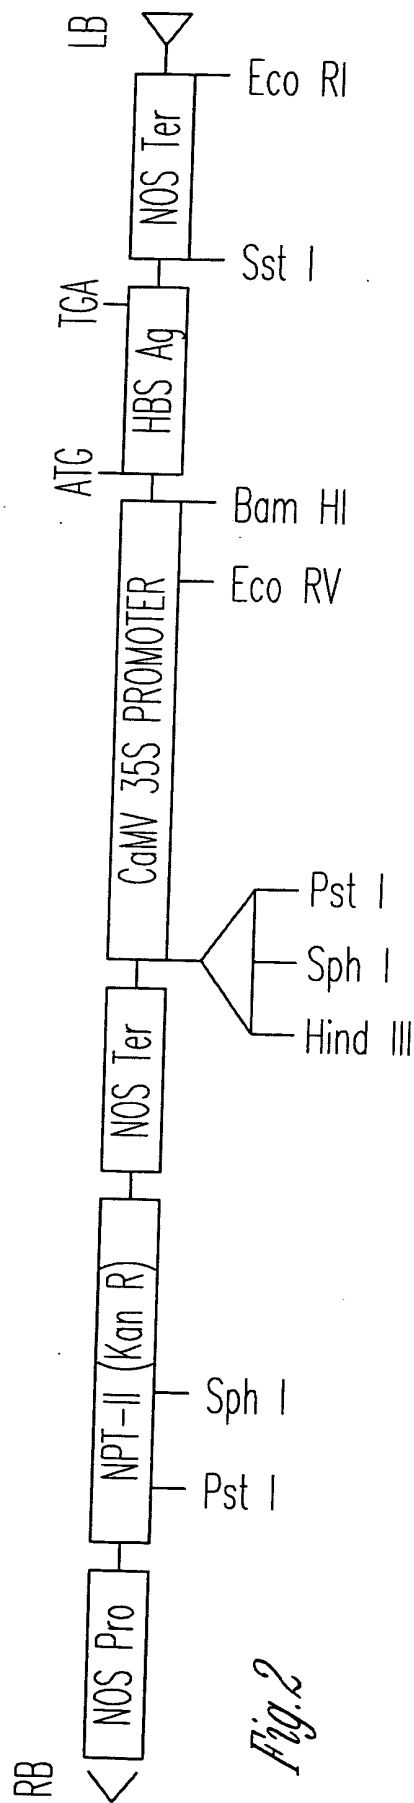 LB
Eco RI
NOS Ter
Sst I
TGA
HBS Ag
ATG
Bam HI
Eco RV
CaMV 35S PROMOTER
Pst I
Sph I
Hind III
NOS Ter
NPT-II (Kan R)
Sph I
Pst I
NOS Pro
RB
Fig.2